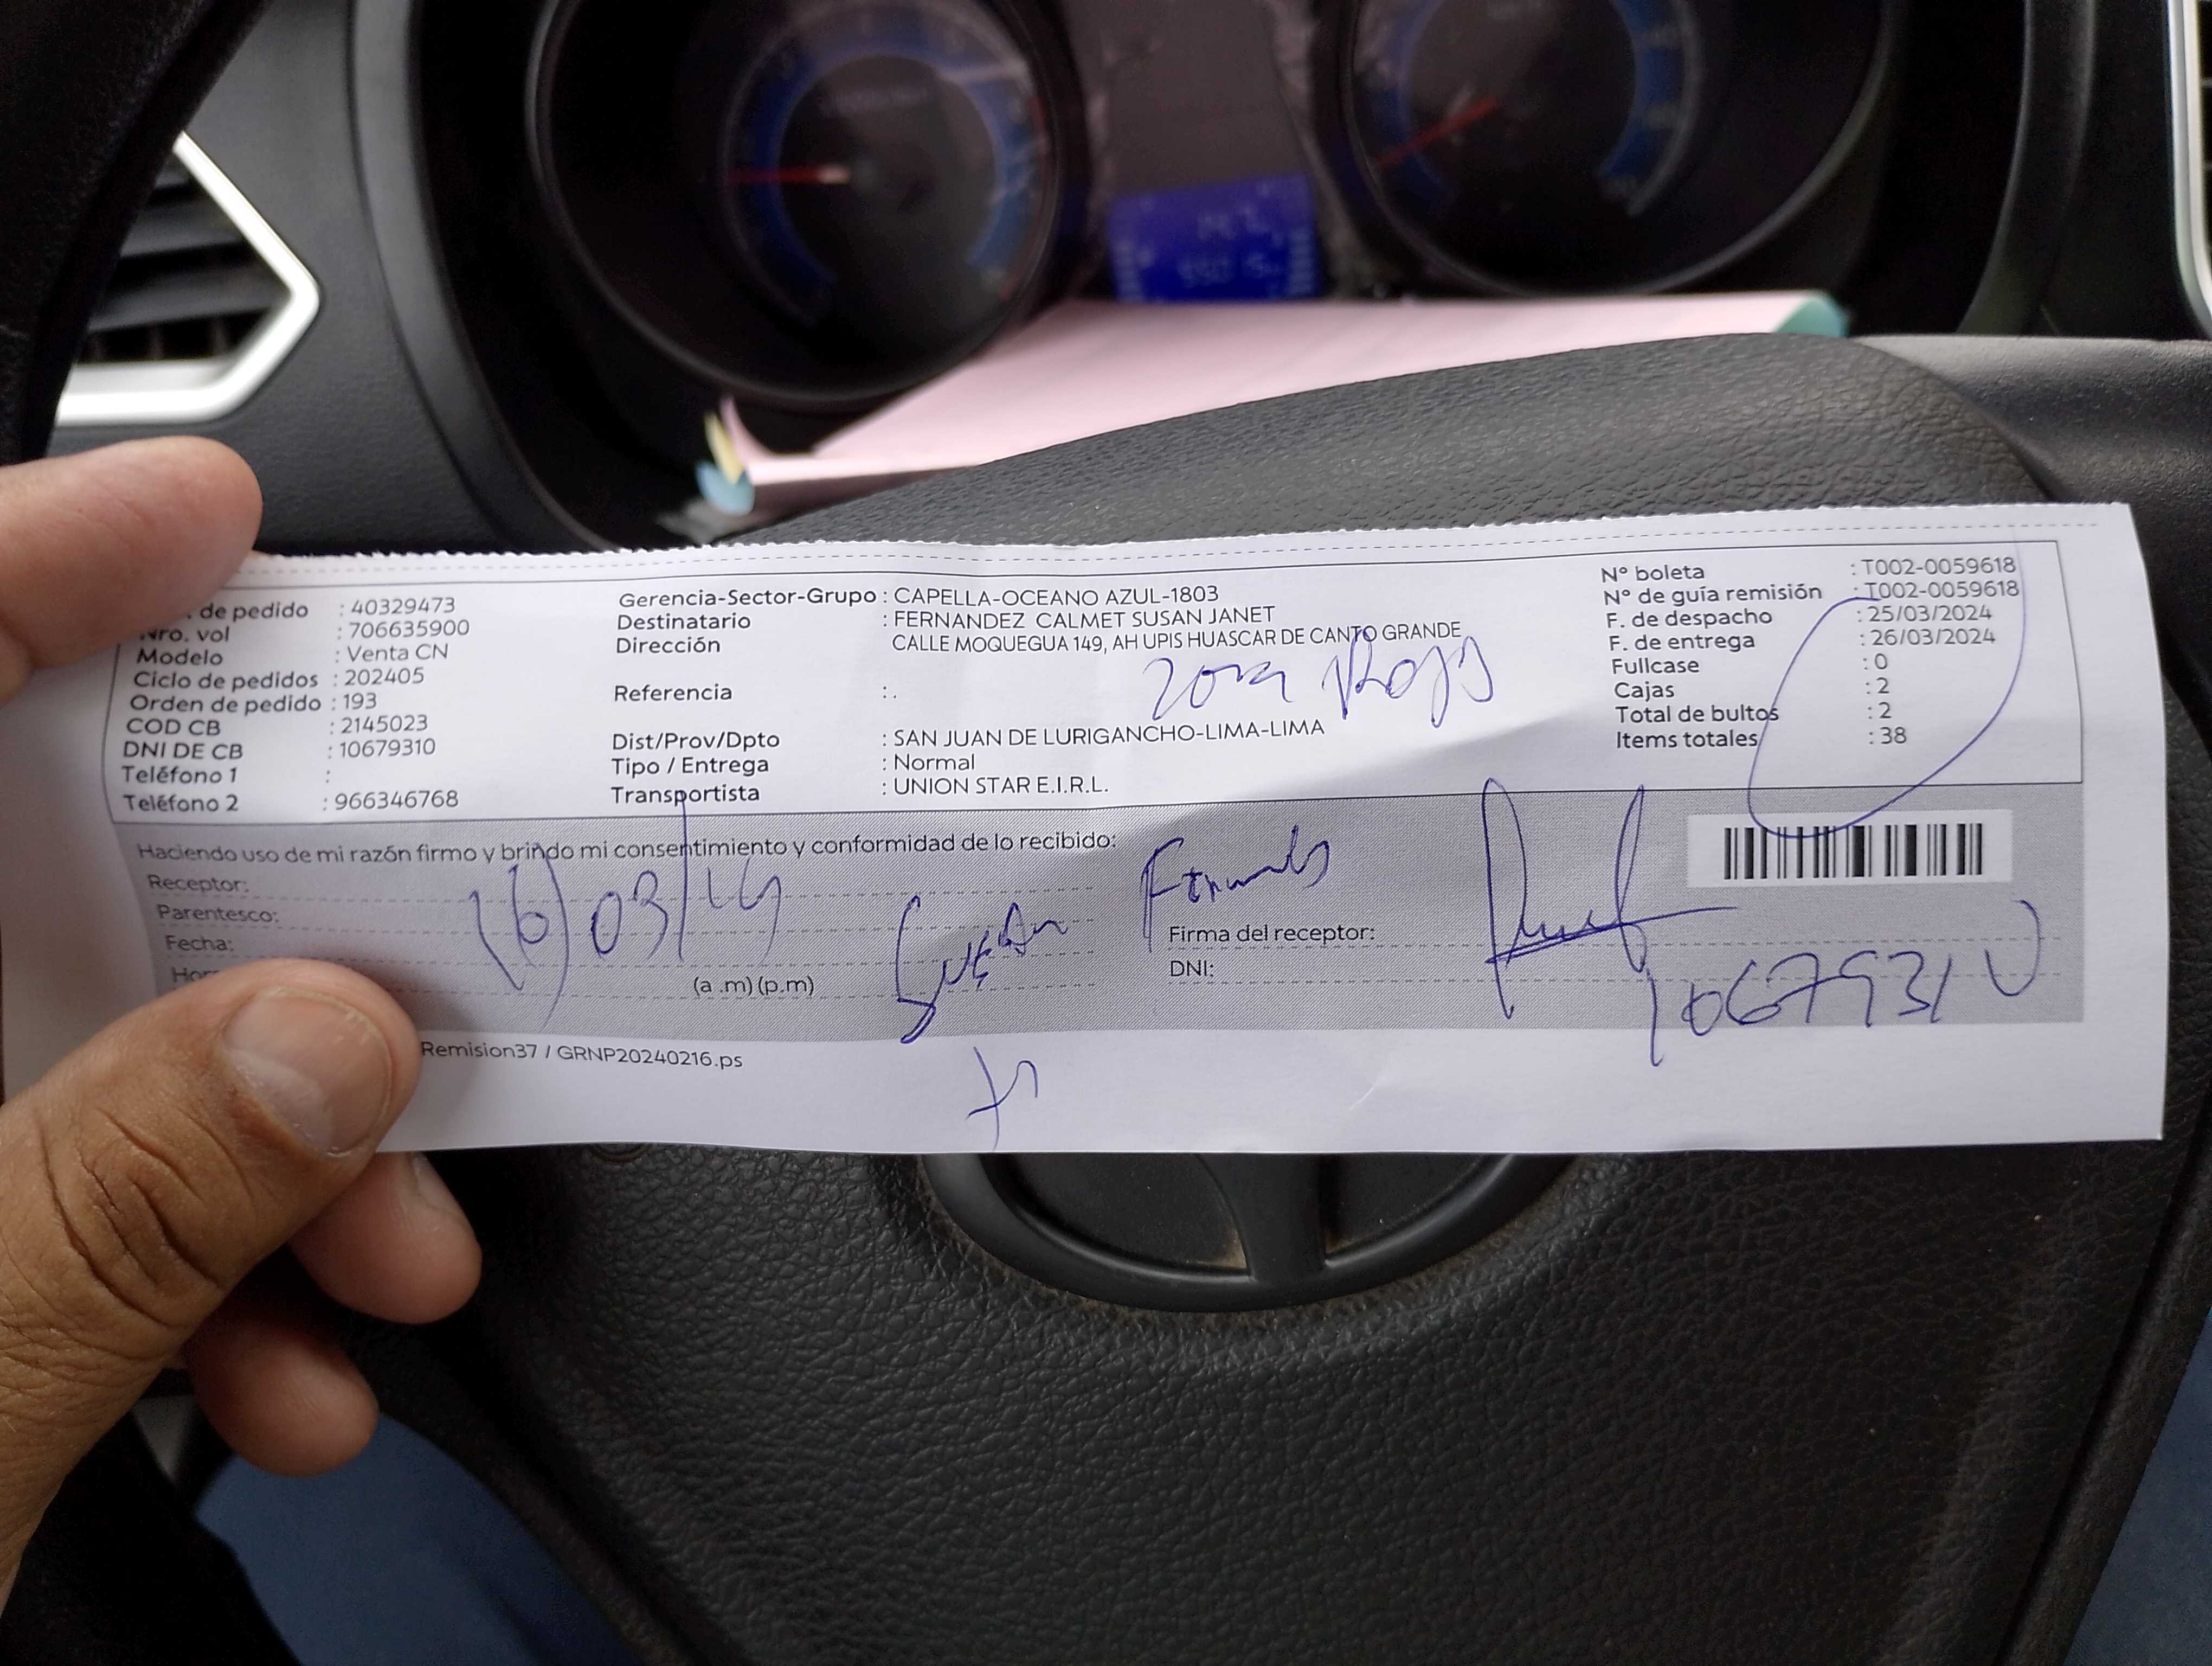 de pedido : 40329473
Nro. vol : 706635900
Modelo : Venta CN
Ciclo de pedidos : 202405
Orden de pedido : 193
COD CB : 2145023
DNI DE CB : 10679310
Teléfono 1 :
Teléfono 2 : 966346768
Gerencia-Sector-Grupo : CAPELLA-OCEANO AZUL-1803
Destinatario : FERNANDEZ CALMET SUSAN JANET
Dirección CALLE MOQUEGUA 149, AH UPIS HUASCAR DE CANTO GRANDE
Zona Roja
Referencia : .
Dist/Prov/Dpto : SAN JUAN DE LURIGANCHO-LIMA-LIMA
Tipo / Entrega : Normal
Transportista : UNION STAR E.I.R.L.
N° boleta : T002-0059618
N° de guía remisión : T002-0059618
F. de despacho : 25/03/2024
F. de entrega : 26/03/2024
Fullcase : 0
Cajas : 2
Total de bultos : 2
Items totales : 38
Haciendo uso de mi razón firmo y brindo mi consentimiento y conformidad de lo recibido:
Receptor:
Parentesco:
Fecha:
(a .m) (p.m)
Susan
Firma del receptor:
DNI: 10679310
Remision37 / GRNP20240216.ps